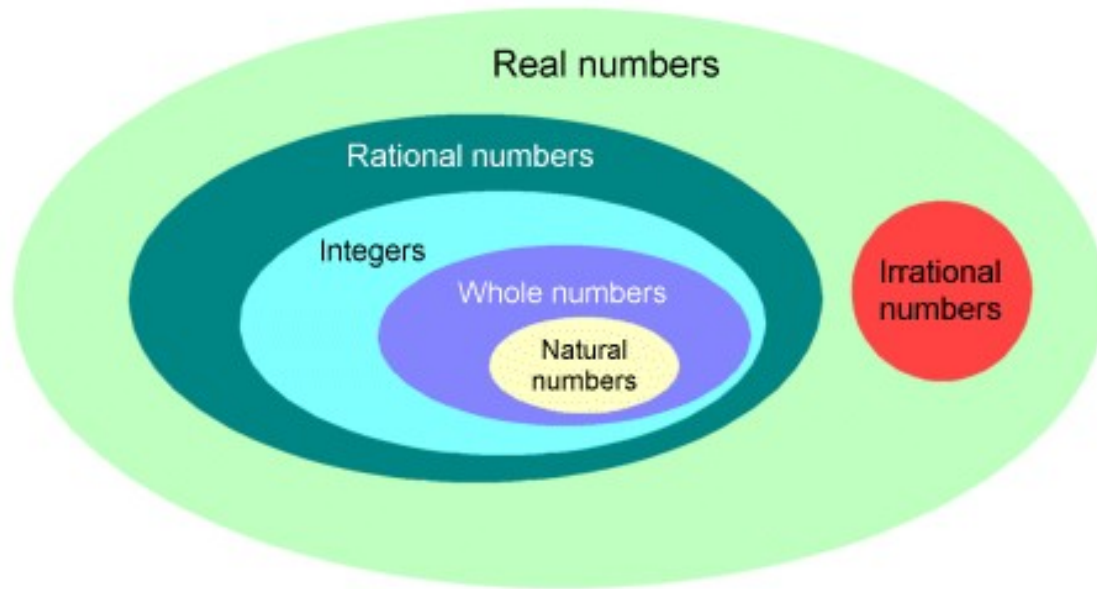 Real numbers
Rational numbers
Integers
Whole numbers
Natural
numbers
Irrational
numbers